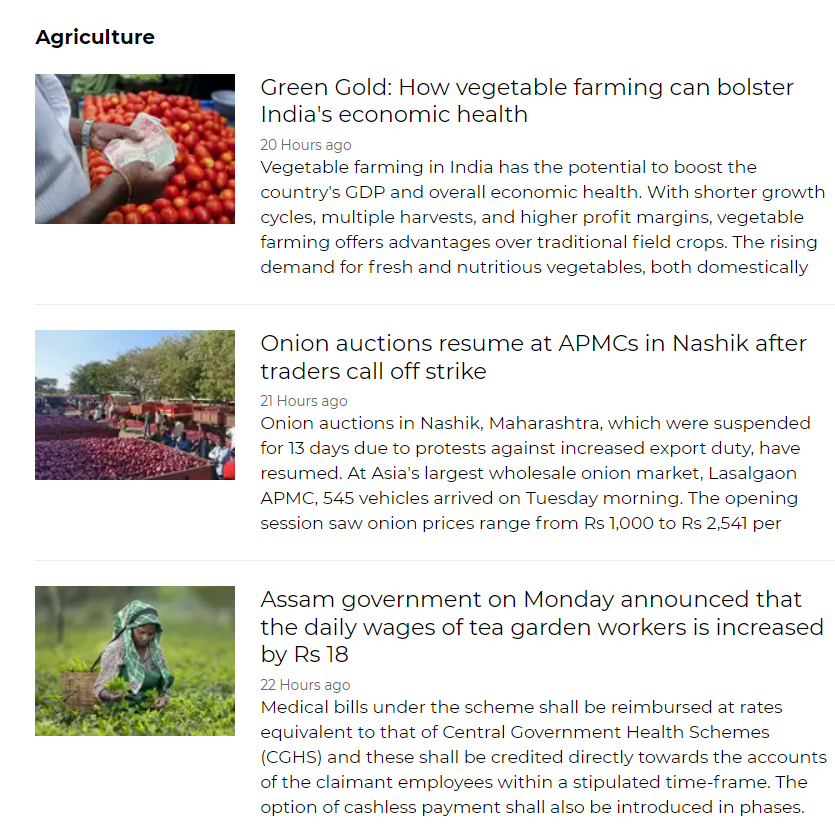 Agriculture
Green Gold: How vegetable farming can bolster
India's economic health
20 Hours ago
Vegetable farming in India has the potential to boost the
country's GDP and overall economic health. With shorter growth
cycles, multiple harvests, and higher profit margins, vegetable
farming offers advantages over traditional field crops. The rising
demand for fresh and nutritious vegetables, both domestically
Onion auctions resume at APMCs in Nashik after
traders call off strike
21 Hours ago
Onion auctions in Nashik, Maharashtra, which were suspended
for 13 days due to protests against increased export duty, have
resumed. At Asia's largest wholesale onion market, Lasalgaon
APMC, 545 vehicles arrived on Tuesday morning. The opening
session saw onion prices range from Rs 1,000 to Rs 2,541 per
Assam government on Monday announced that
the daily wages of tea garden workers is increased
by Rs 18
22 Hours ago
Medical bills under the scheme shall be reimbursed at rates
equivalent to that of Central Government Health Schemes
(CGHS) and these shall be credited directly towards the accounts
of the claimant employees within a stipulated time-frame. The
option of cashless payment shall also be introduced in phases.